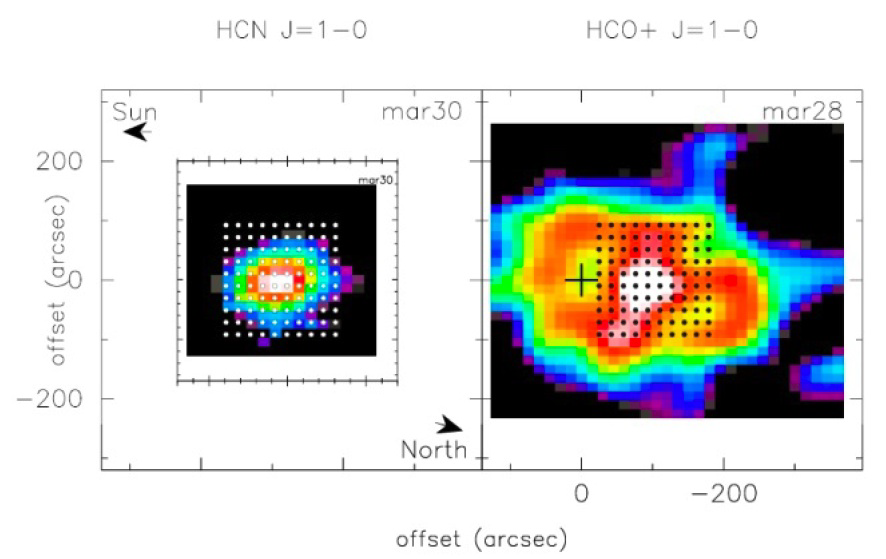 HCN J=1−0
HCO+ J=1−0
Sun
mar30
mar28
mar30
200
0
−200
offset (arcsec)
North
0
−200
offset (arcsec)